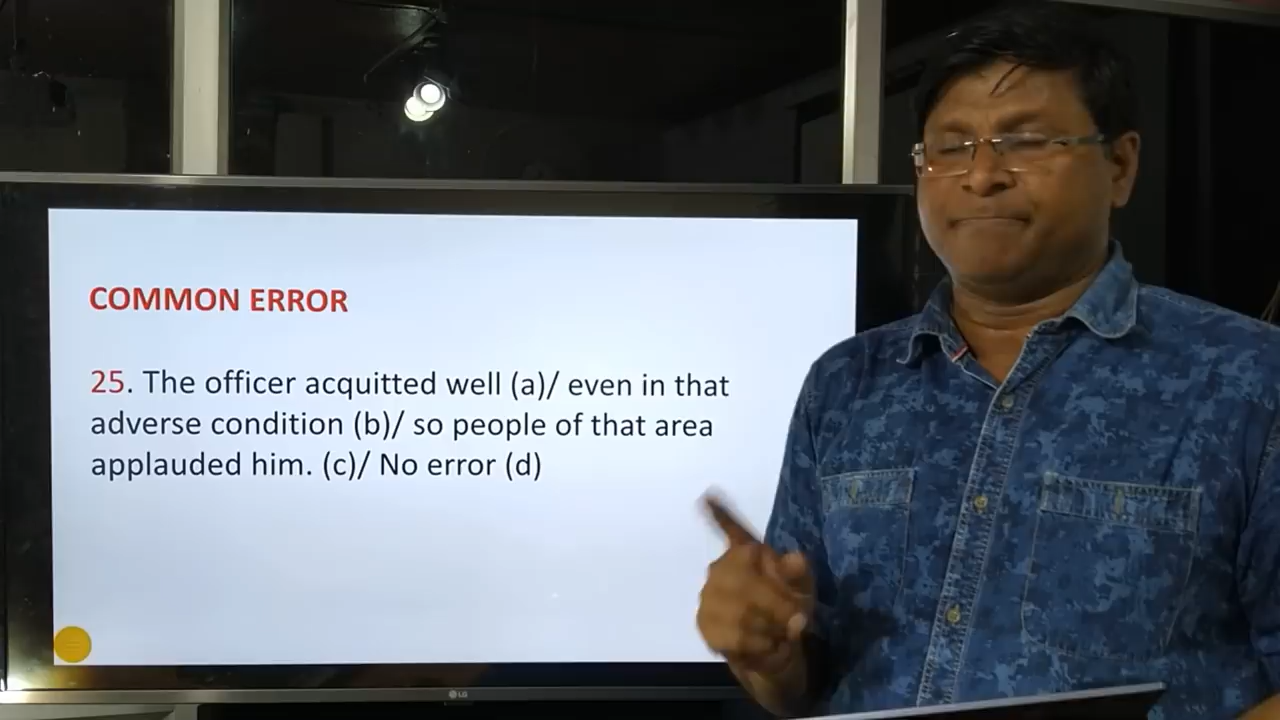 COMMON ERROR
25. The officer acquitted well (a)/ even in that
adverse condition (b)/ so people of that area
applauded him. (c)/ No error (d)
LG